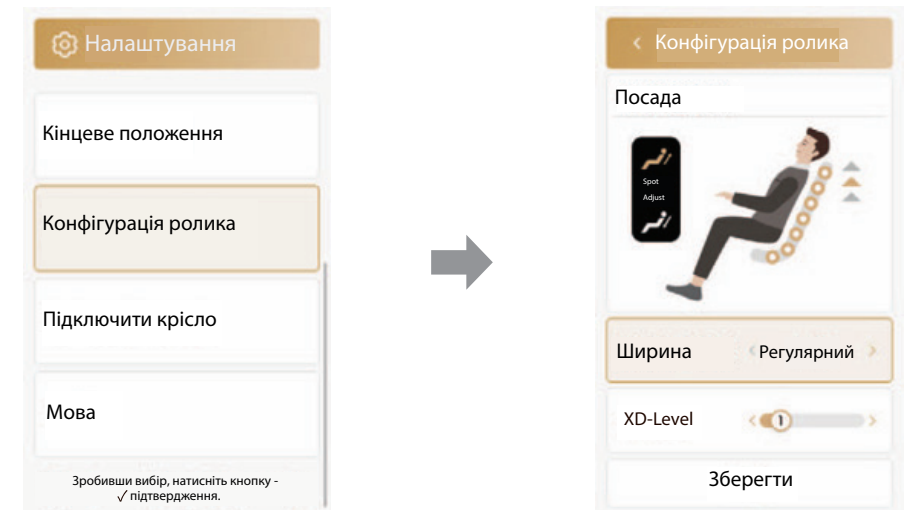 Налаштування
Кінцеве положення
Конфігурація ролика
Підключити крісло
Мова
Зробивши вибір, натисніть кнопку -
✓ підтвердження.
Конфігурація ролика
Посада
Spot
Adjust
Ширина Регулярний
XD-Level 1
Зберегти